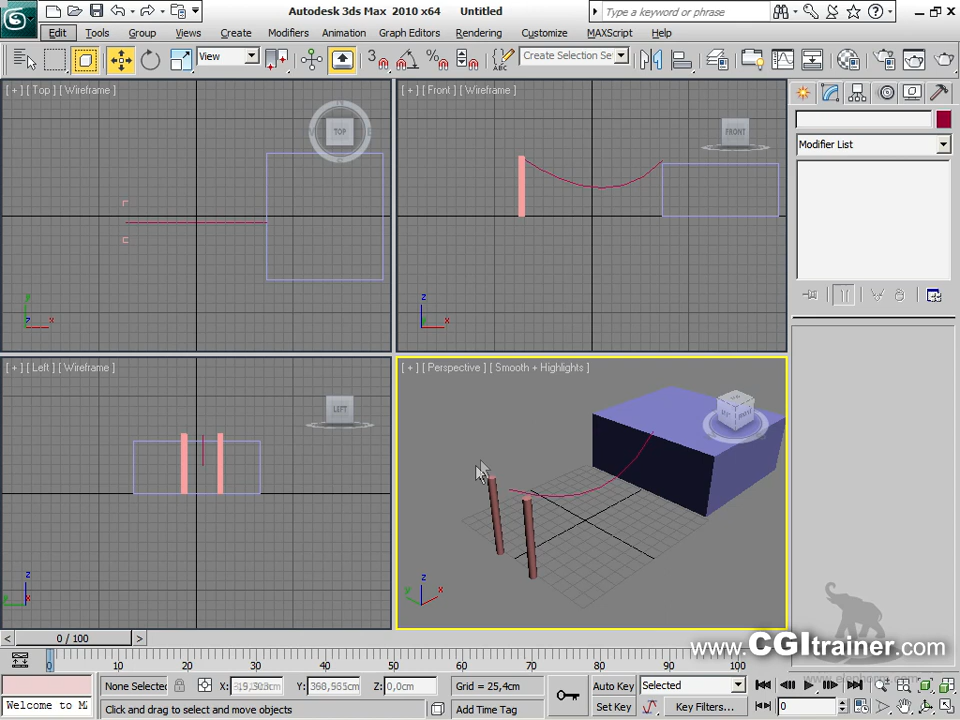 Autodesk 3ds Max 2010 x64 Untitled
Type a keyword or phrase
Edit Tools Group Views Create Modifiers Animation Graph Editors Rendering Customize MAXScript Help
View
Create Selection Se
[ + ] [ Top ] [ Wireframe ]
TOP
[ + ] [ Front ] [ Wireframe ]
FRONT
Modifier List
y
z x
z
y x
[ + ] [ Left ] [ Wireframe ]
LEFT
[ + ] [ Perspective ] [ Smooth + Highlights ]
z
y x
z
y x
0 / 100
www.CGItrainer.com
0 10 20 30 40 50 60 70 80 90 100
None Selected X: Y: 368,565cm Z: 0,0cm Grid = 25,4cm Auto Key Selected
Welcome to M Click and drag to select and move objects Add Time Tag Set Key Key Filters... 0